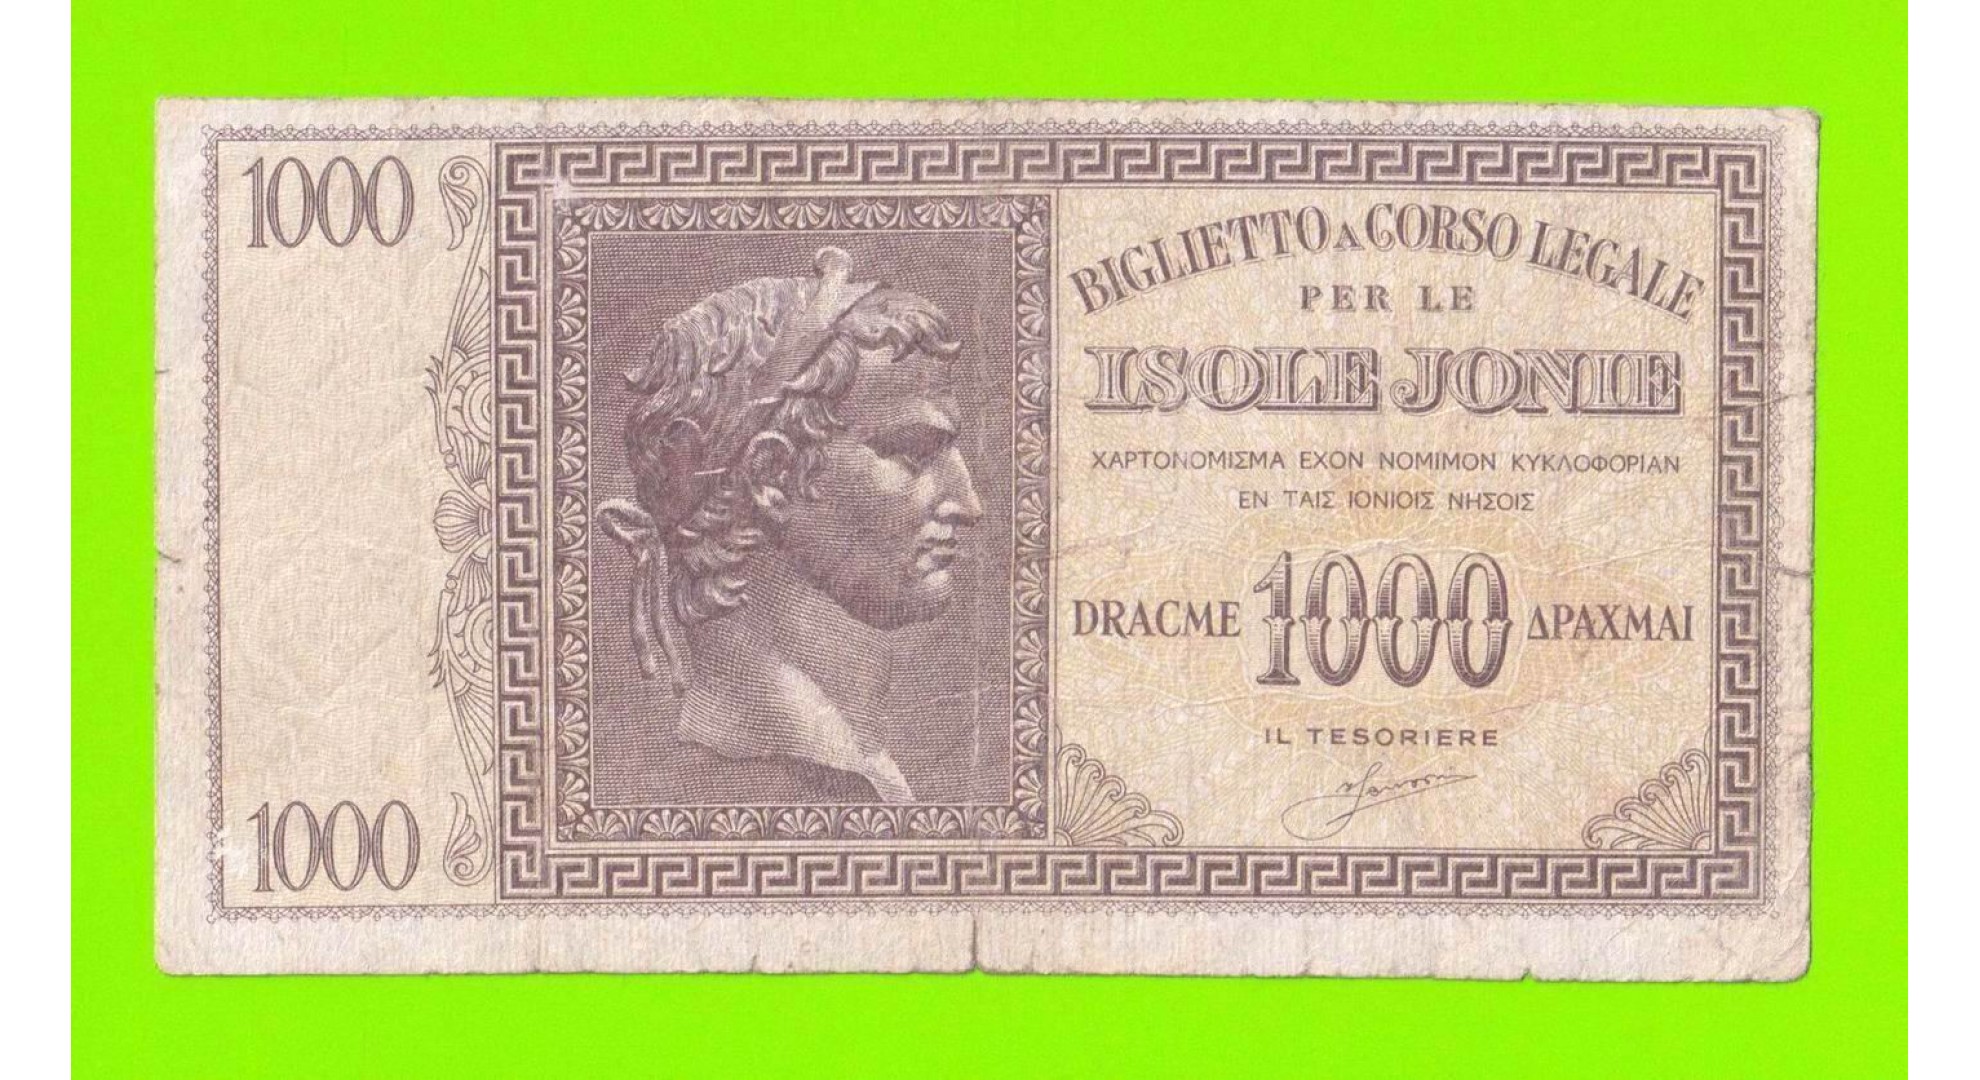 1000
BIGLIETTO A CORSO LEGALE
PER LE
ISOLE JONIE
ΧΑΡΤΟΝΟΜΙΣΜΑ ΕΧΟΝ ΝΟΜΙΜΟΝ ΚΥΚΛΟΦΟΡΙΑΝ
ΕΝ ΤΑΙΣ ΙΟΝΙΟΙΣ ΝΗΣΟΙΣ
DRACME 1000 ΔΡΑΧΜΑΙ
IL TESORIERE
1000